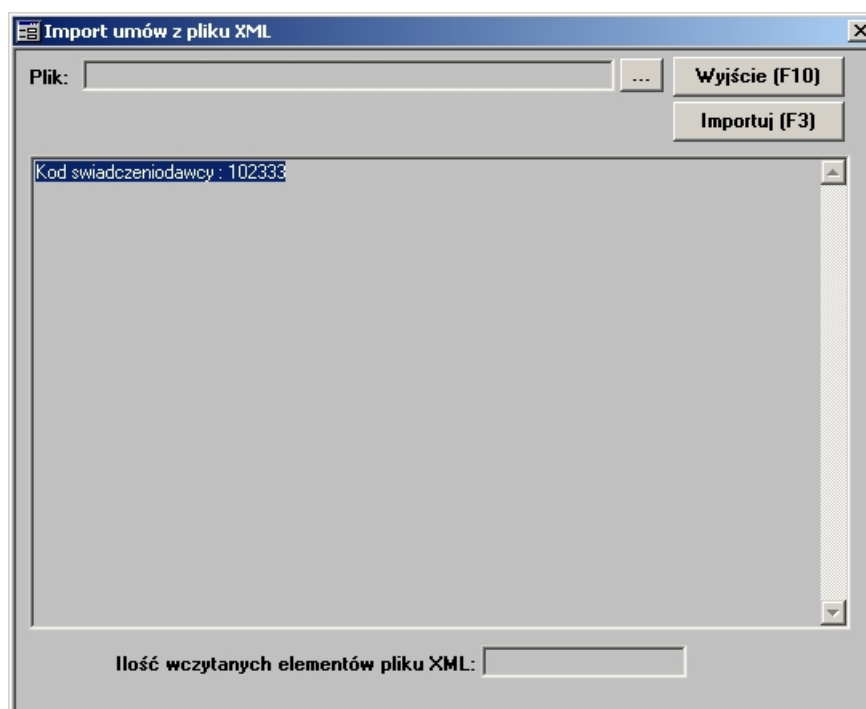 Import umów z pliku XML
Plik:
...
Wyjście (F10)
Importuj (F3)
Kod swiadczeniodawcy : 102333
Ilość wczytanych elementów pliku XML: